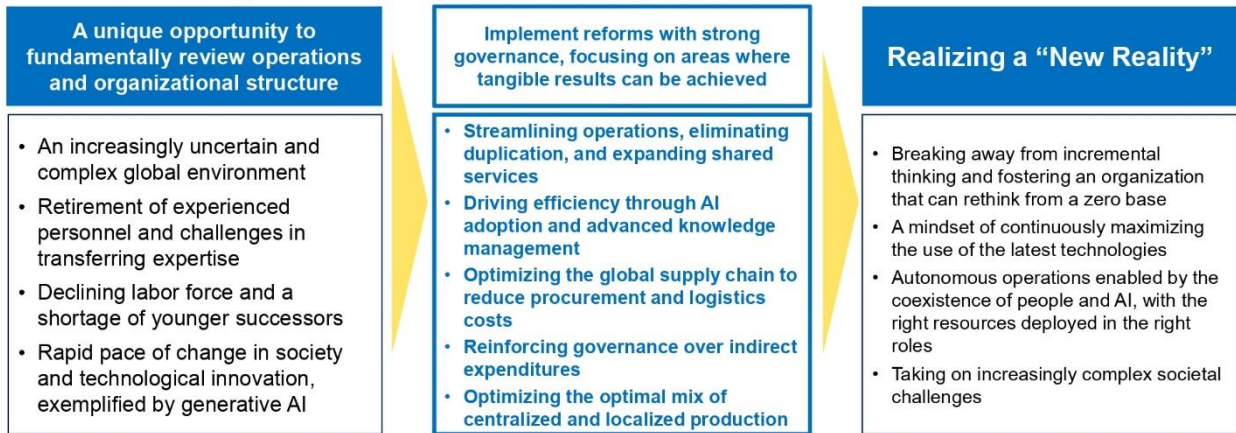 A unique opportunity to
fundamentally review operations
and organizational structure
• An increasingly uncertain and
complex global environment
• Retirement of experienced
personnel and challenges in
transferring expertise
• Declining labor force and a
shortage of younger successors
• Rapid pace of change in society
and technological innovation,
exemplified by generative AI
Implement reforms with strong
governance, focusing on areas where
tangible results can be achieved
• Streamlining operations, eliminating
duplication, and expanding shared
services
• Driving efficiency through AI
adoption and advanced knowledge
management
• Optimizing the global supply chain to
reduce procurement and logistics
costs
• Reinforcing governance over indirect
expenditures
• Optimizing the optimal mix of
centralized and localized production
Realizing a “New Reality”
• Breaking away from incremental
thinking and fostering an organization
that can rethink from a zero base
• A mindset of continuously maximizing
the use of the latest technologies
• Autonomous operations enabled by the
coexistence of people and AI, with the
right resources deployed in the right
roles
• Taking on increasingly complex societal
challenges